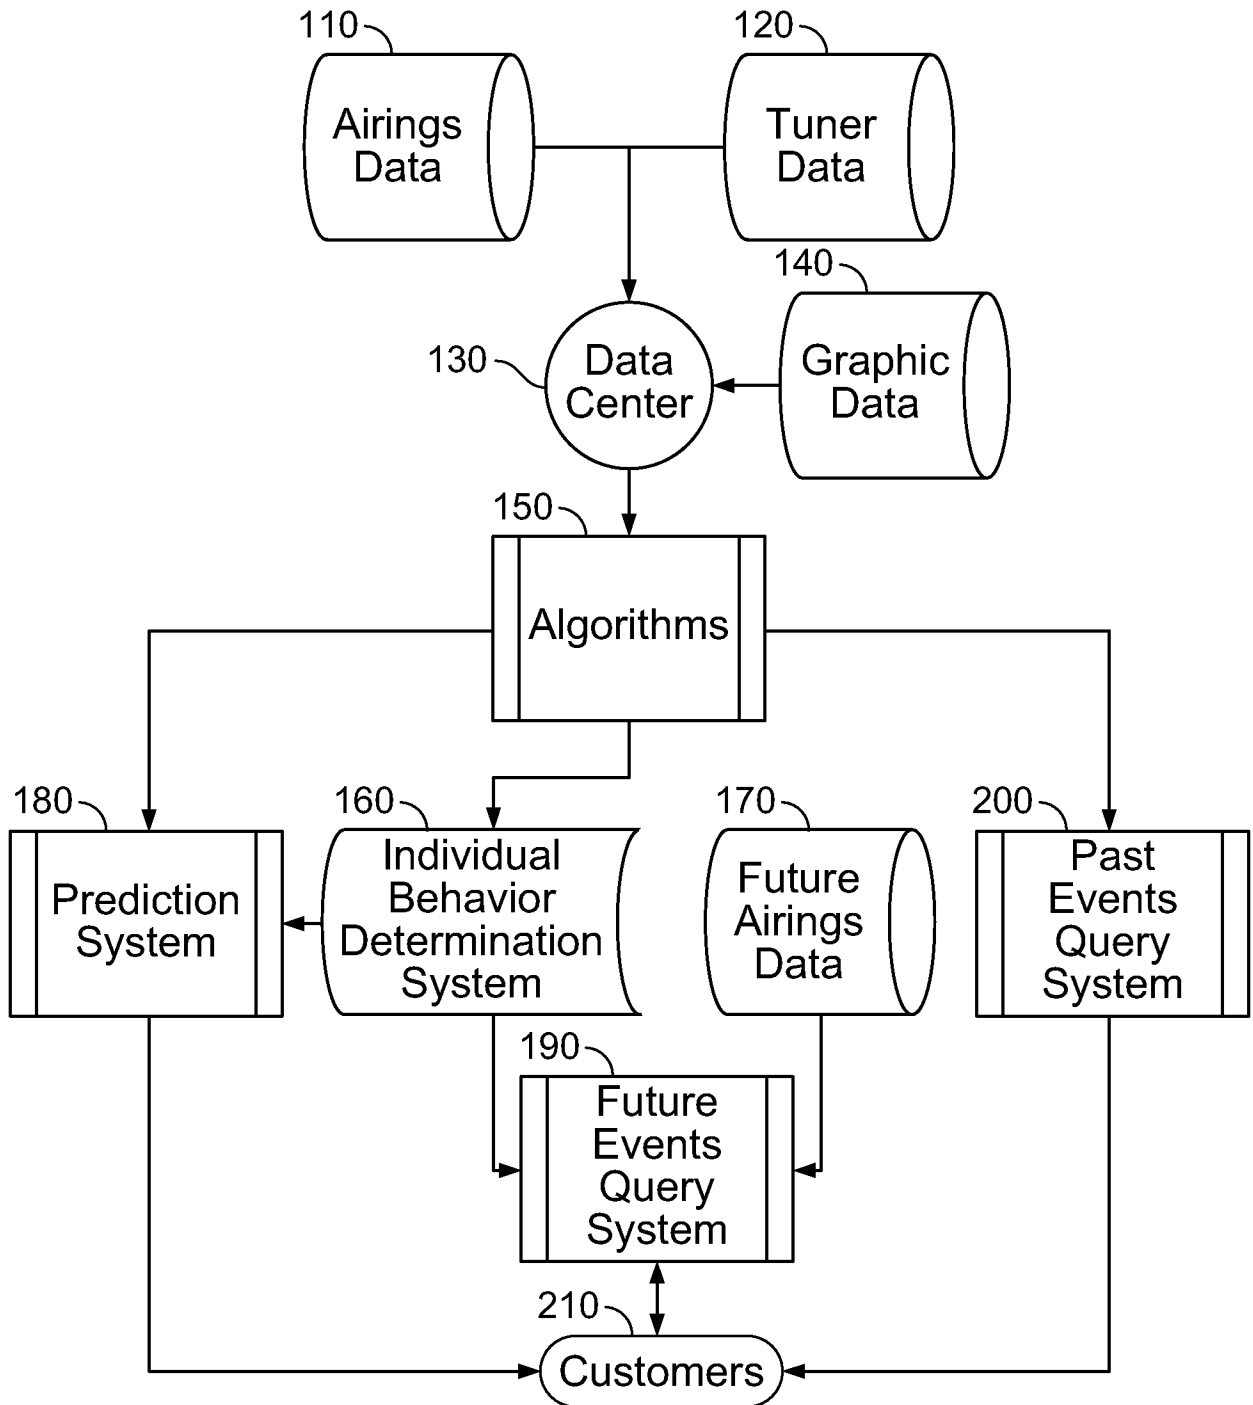 110
120
Airings
Data
Tuner
Data
140
130
Data
Center
Graphic
Data
150
Algorithms
180
160
170
200
Prediction
System
Individual
Behavior
Determination
System
Future
Airings
Data
Past
Events
Query
System
190
Future
Events
Query
System
210
Customers